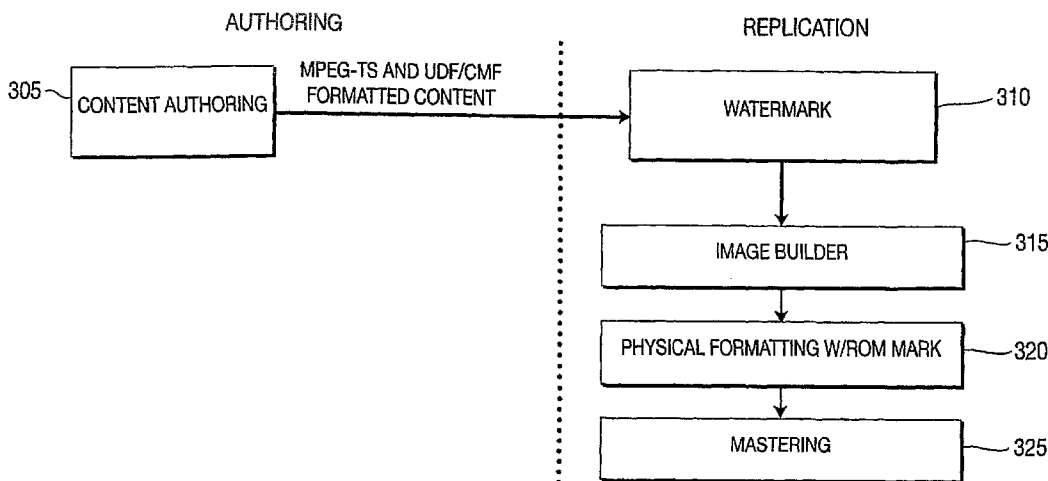 AUTHORING
REPLICATION
305
CONTENT AUTHORING
MPEG-TS AND UDF/CMF
FORMATTED CONTENT
WATERMARK
310
IMAGE BUILDER
315
PHYSICAL FORMATTING W/ROM MARK
320
MASTERING
325